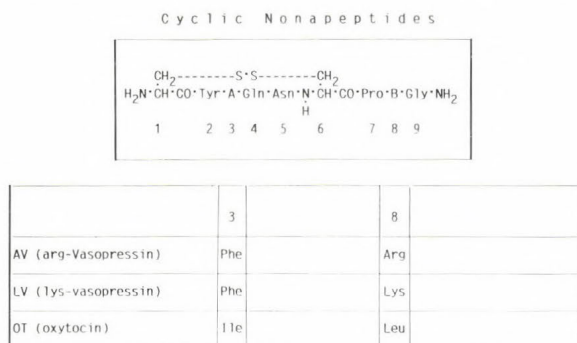 Cyclic Nonapeptides
CH2--------S·S--------CH2
H2N·CH·CO·Tyr·A·Gln·Asn·N·CH·CO·Pro·B·Gly·NH2
H
1 2 3 4 5 6 7 8 9
3 8
AV (arg-Vasopressin) Phe Arg
LV (lys-vasopressin) Phe Lys
OT (oxytocin) Ile Leu